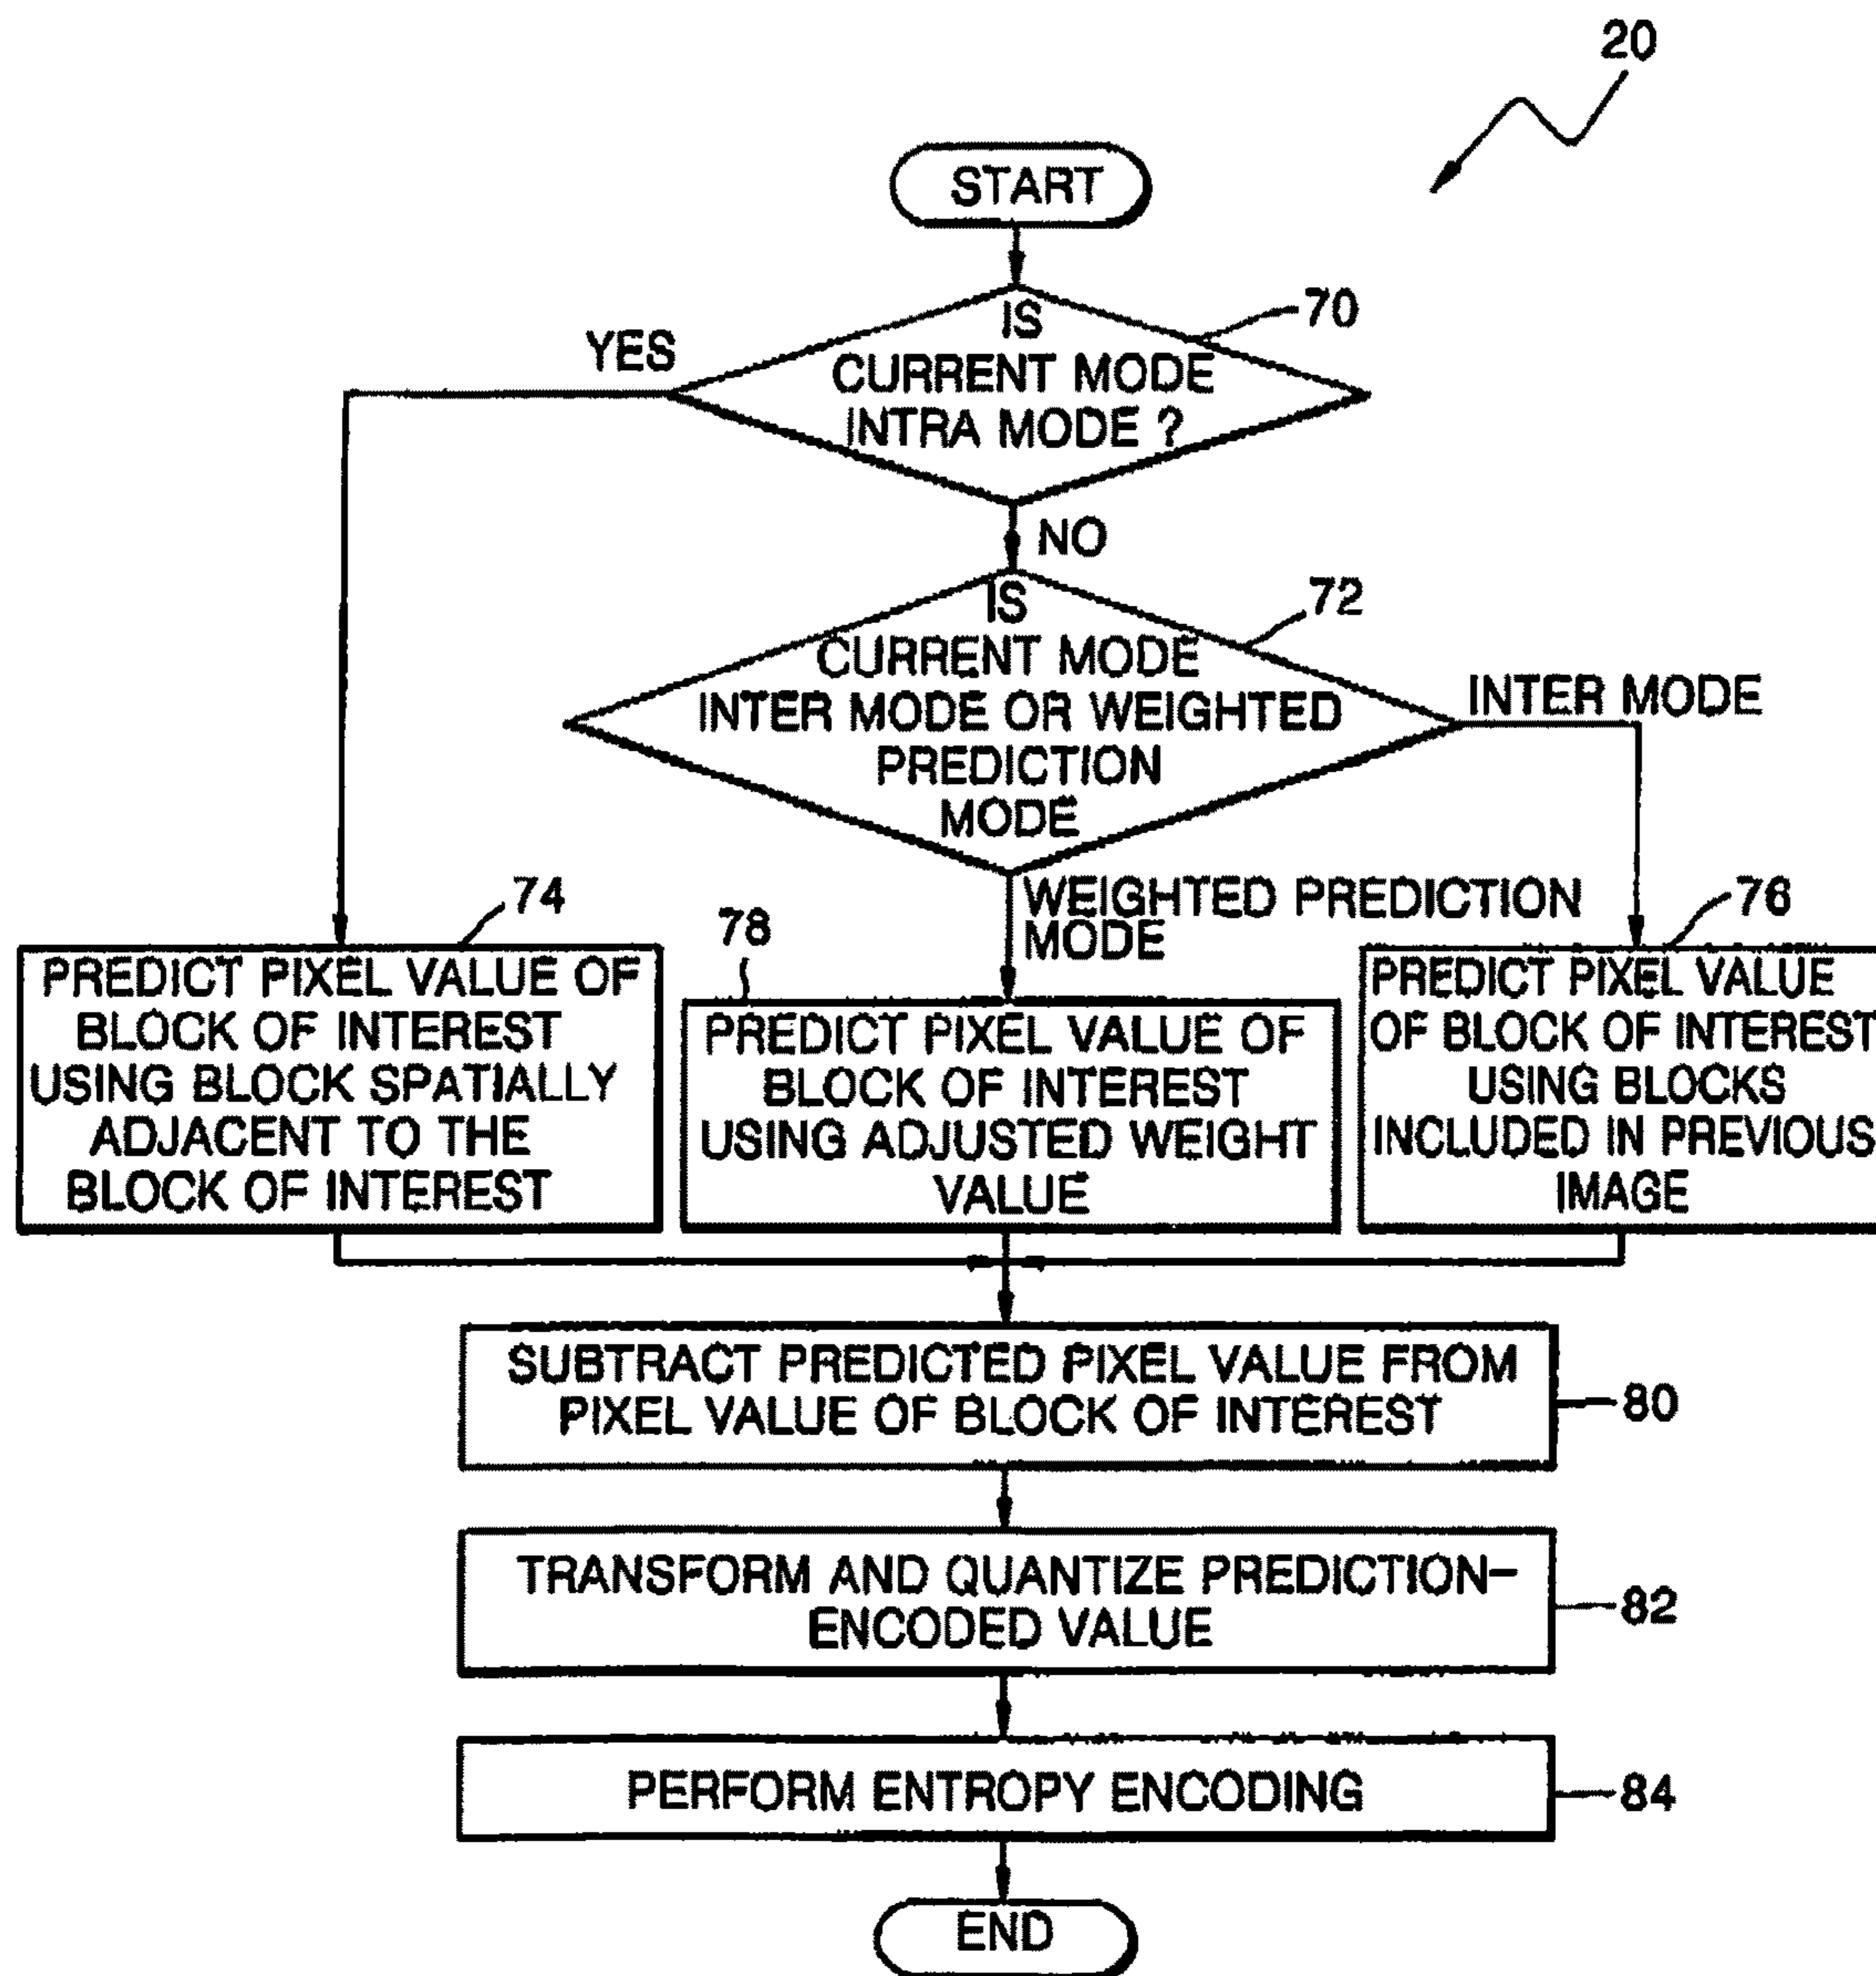 20
START
70
IS
CURRENT MODE
INTRA MODE ?
YES
NO
72
IS
CURRENT MODE
INTER MODE OR WEIGHTED
PREDICTION
MODE
INTER MODE
WEIGHTED PREDICTION
MODE
74
PREDICT PIXEL VALUE OF
BLOCK OF INTEREST
USING BLOCK SPATIALLY
ADJACENT TO THE
BLOCK OF INTEREST
78
PREDICT PIXEL VALUE OF
BLOCK OF INTEREST
USING ADJUSTED WEIGHT
VALUE
76
PREDICT PIXEL VALUE
OF BLOCK OF INTEREST
USING BLOCKS
INCLUDED IN PREVIOUS
IMAGE
SUBTRACT PREDICTED PIXEL VALUE FROM
PIXEL VALUE OF BLOCK OF INTEREST
80
TRANSFORM AND QUANTIZE PREDICTION-
ENCODED VALUE
82
PERFORM ENTROPY ENCODING
84
END